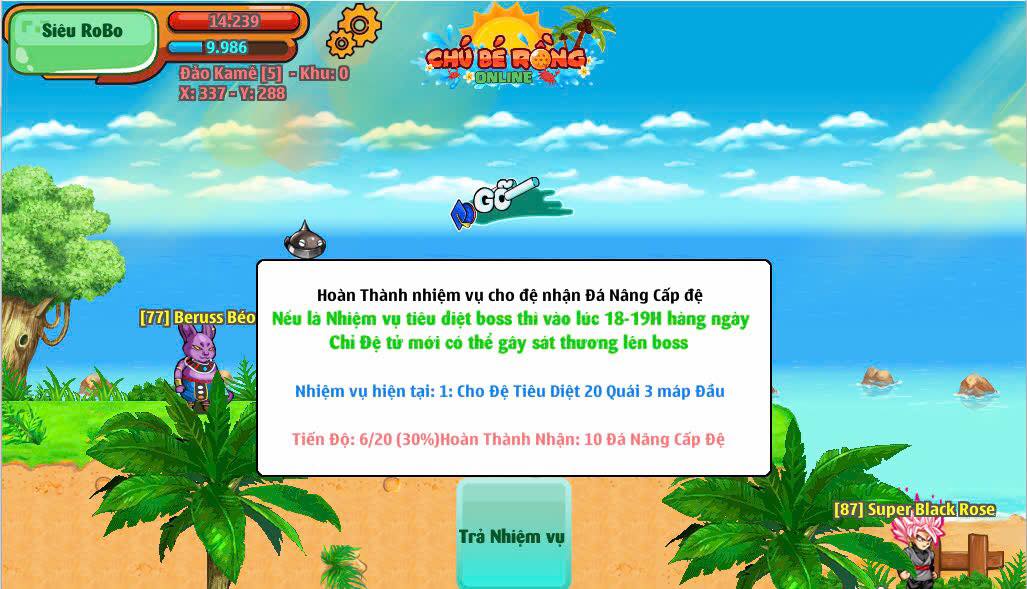 Siêu RoBo
14.239
9.986
Đảo Kamê [5] - Khu: 0
X: 337 - Y: 288
CHÚ BÉ RỒNG
ONLINE
GỖ
[77] Beruss Béo
Hoàn Thành nhiệm vụ cho đệ nhận Đá Nâng Cấp đệ
Nếu là Nhiệm vụ tiêu diệt boss thì vào lúc 18-19H hàng ngày
Chỉ Đệ tử mới có thể gây sát thương lên boss
Nhiệm vụ hiện tại: 1: Cho Đệ Tiêu Diệt 20 Quái 3 máp Đầu
Tiến Độ: 6/20 (30%)Hoàn Thành Nhận: 10 Đá Nâng Cấp Đệ
Trả Nhiệm vụ
[87] Super Black Rose